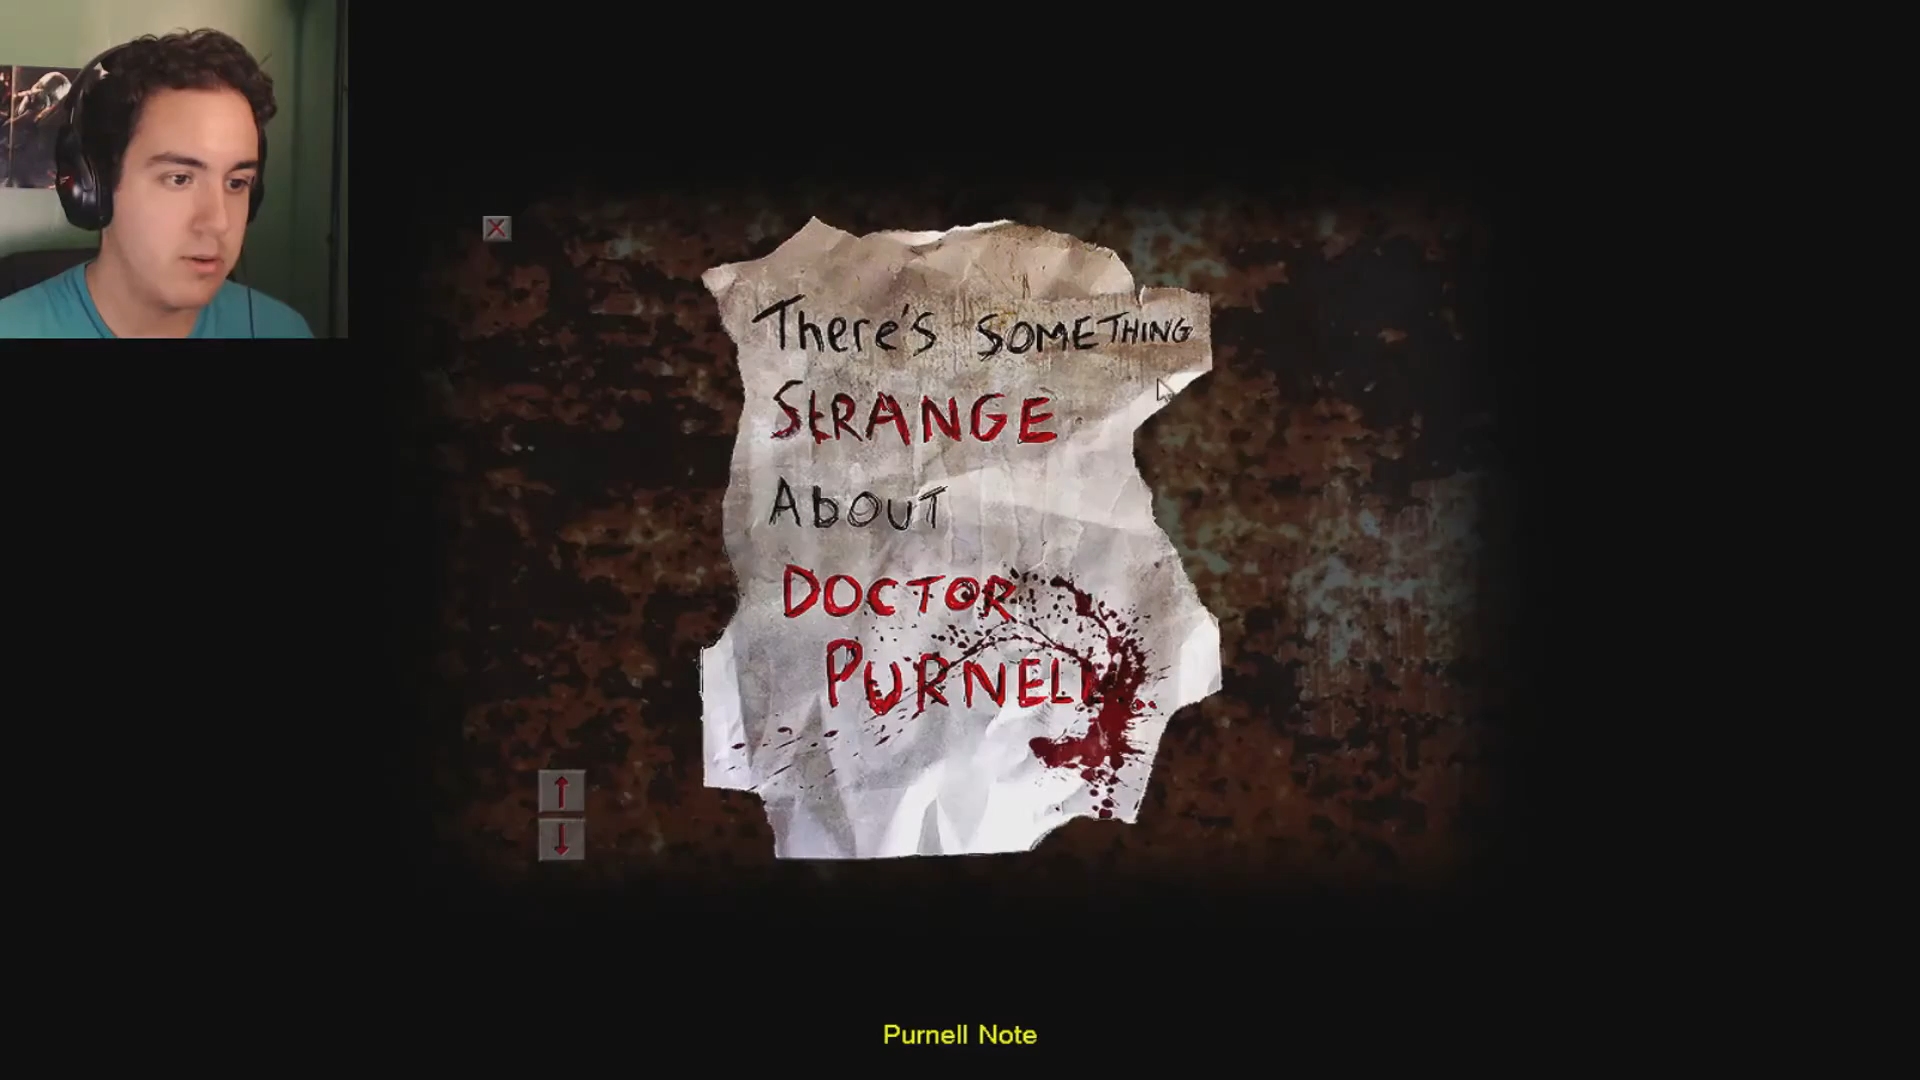 There's SOMETHING
StRANGE
AbOUT
DOCTOR
PURNELL
Purnell Note